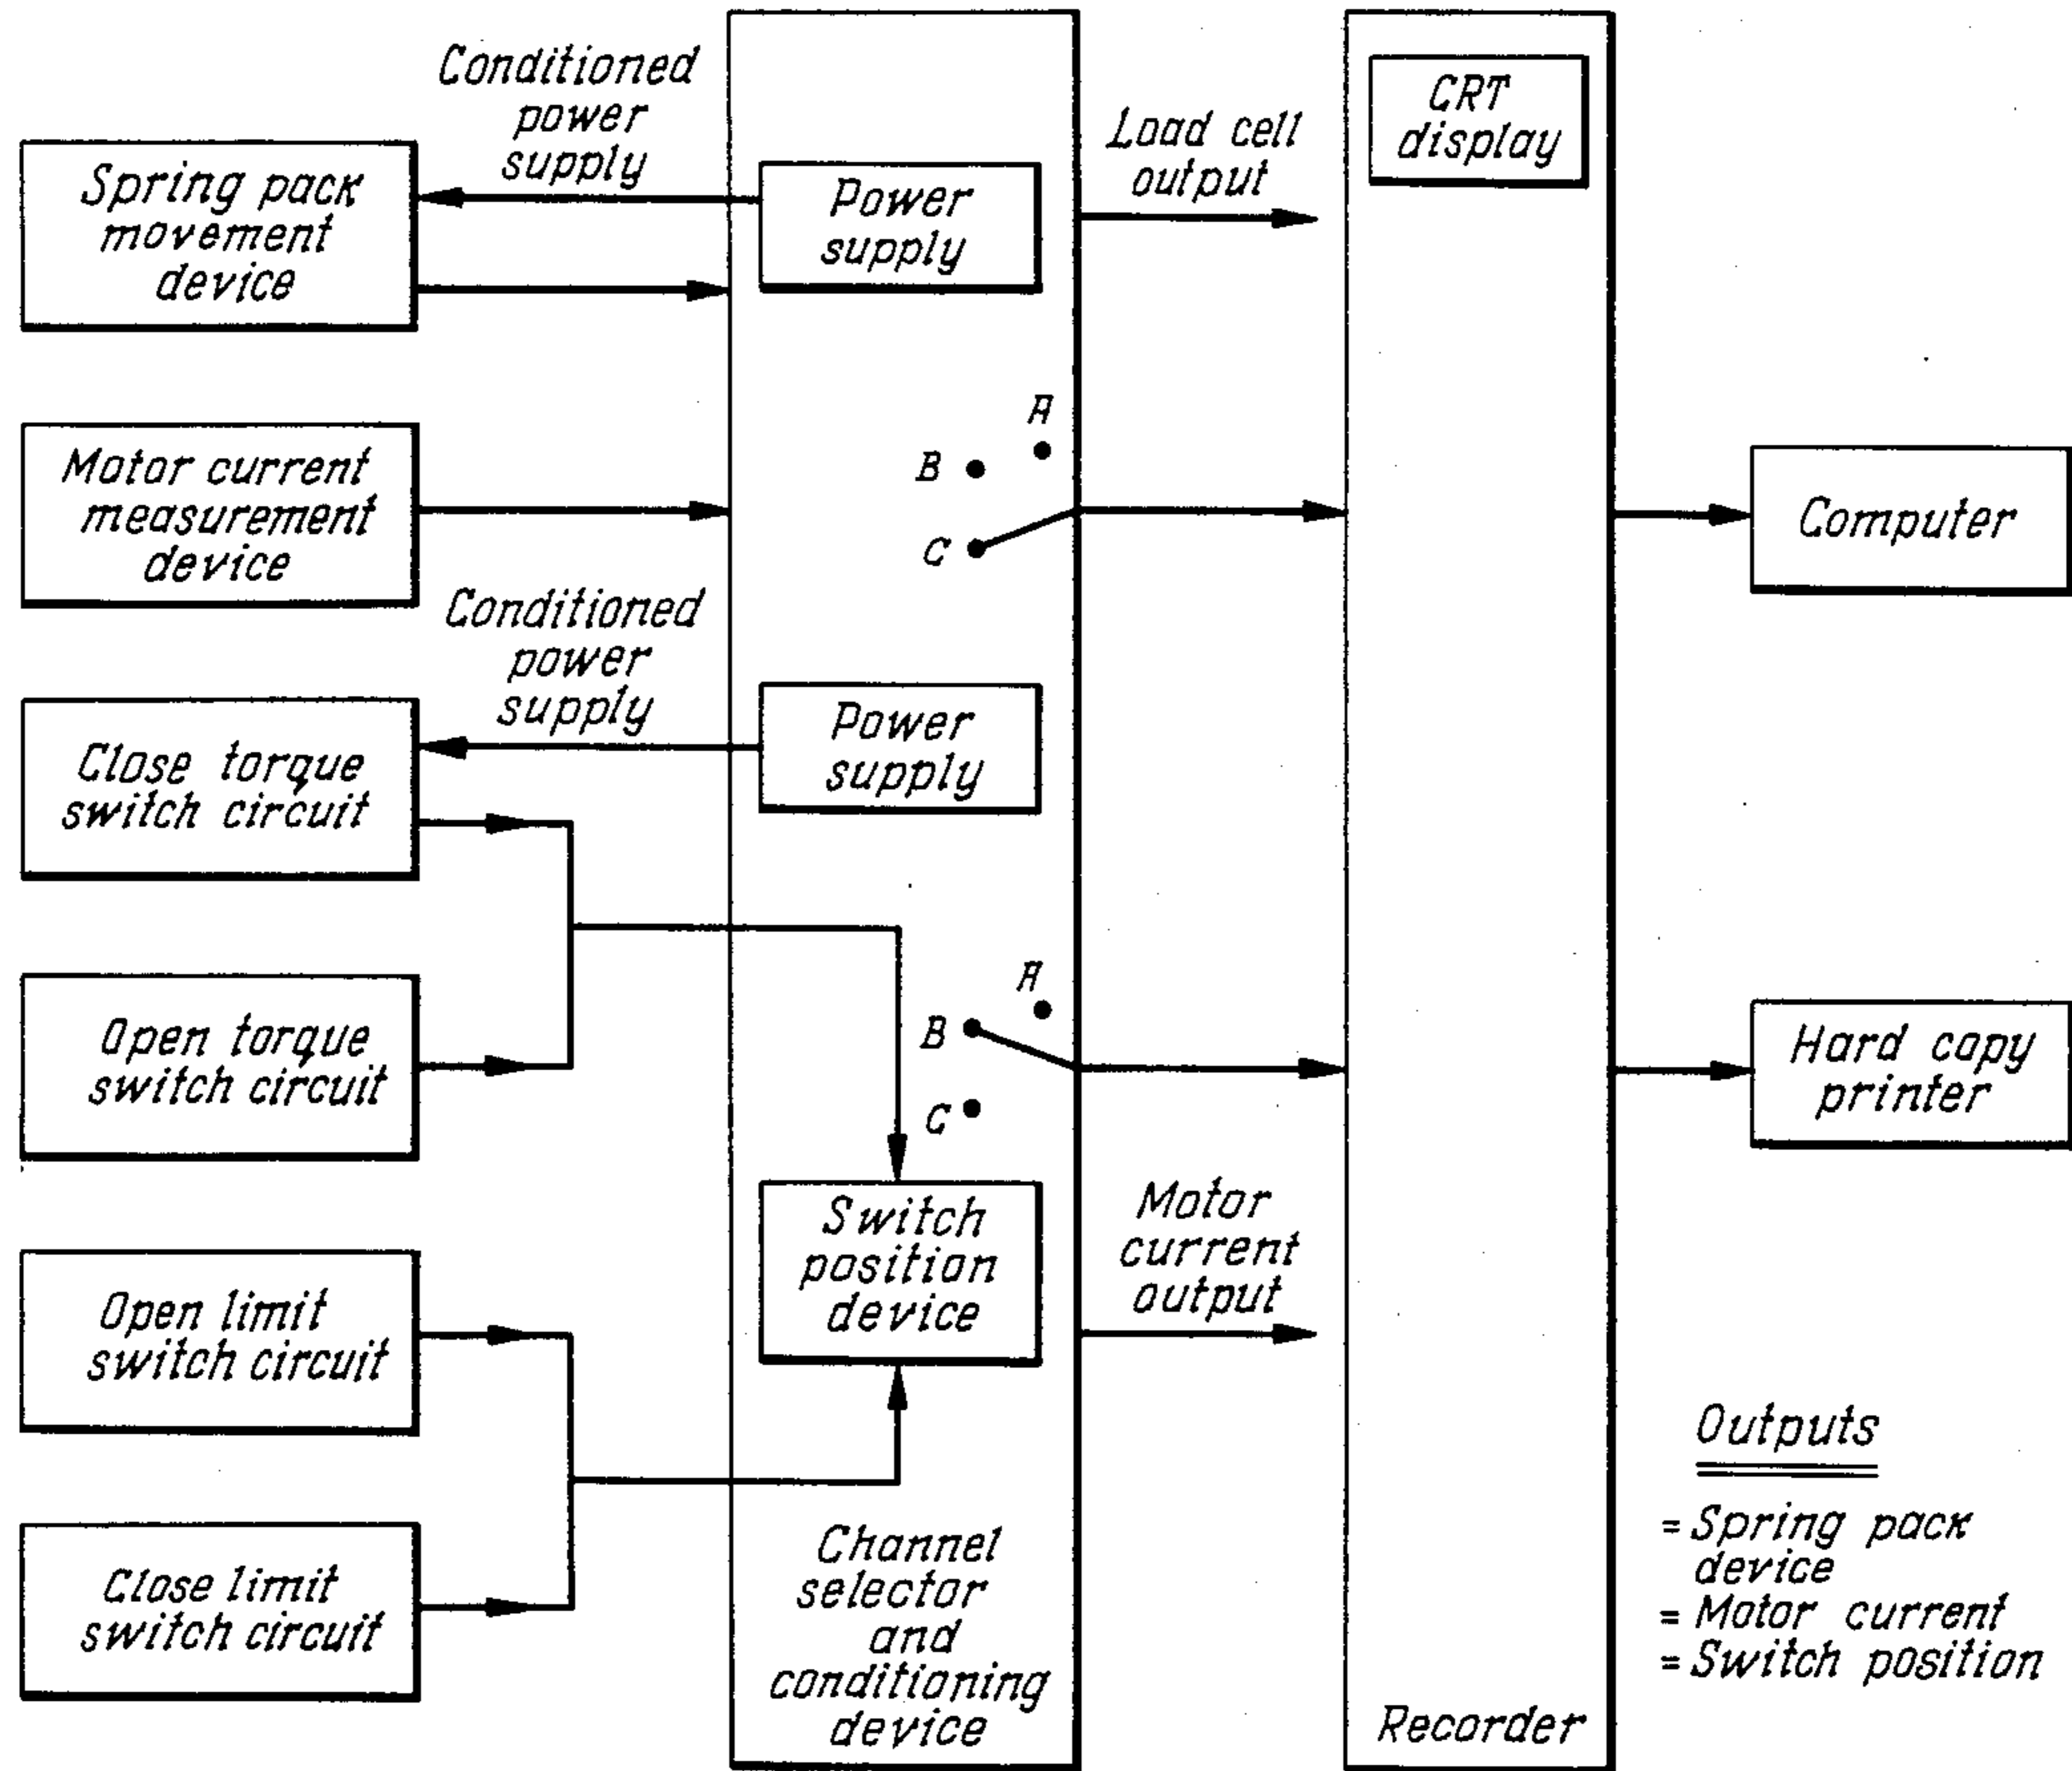 Conditioned
power
supply
Spring pack
movement
device
Power
supply
Load cell
output
CRT
display
Motor current
measurement
device
A
B
C
Computer
Conditioned
power
supply
Close torque
switch circuit
Power
supply
Open torque
switch circuit
A
B
C
Hard copy
printer
Switch
position
device
Motor
current
output
Open limit
switch circuit
Close limit
switch circuit
Channel
selector
and
conditioning
device
Recorder
Outputs
= Spring pack
device
= Motor current
= Switch position